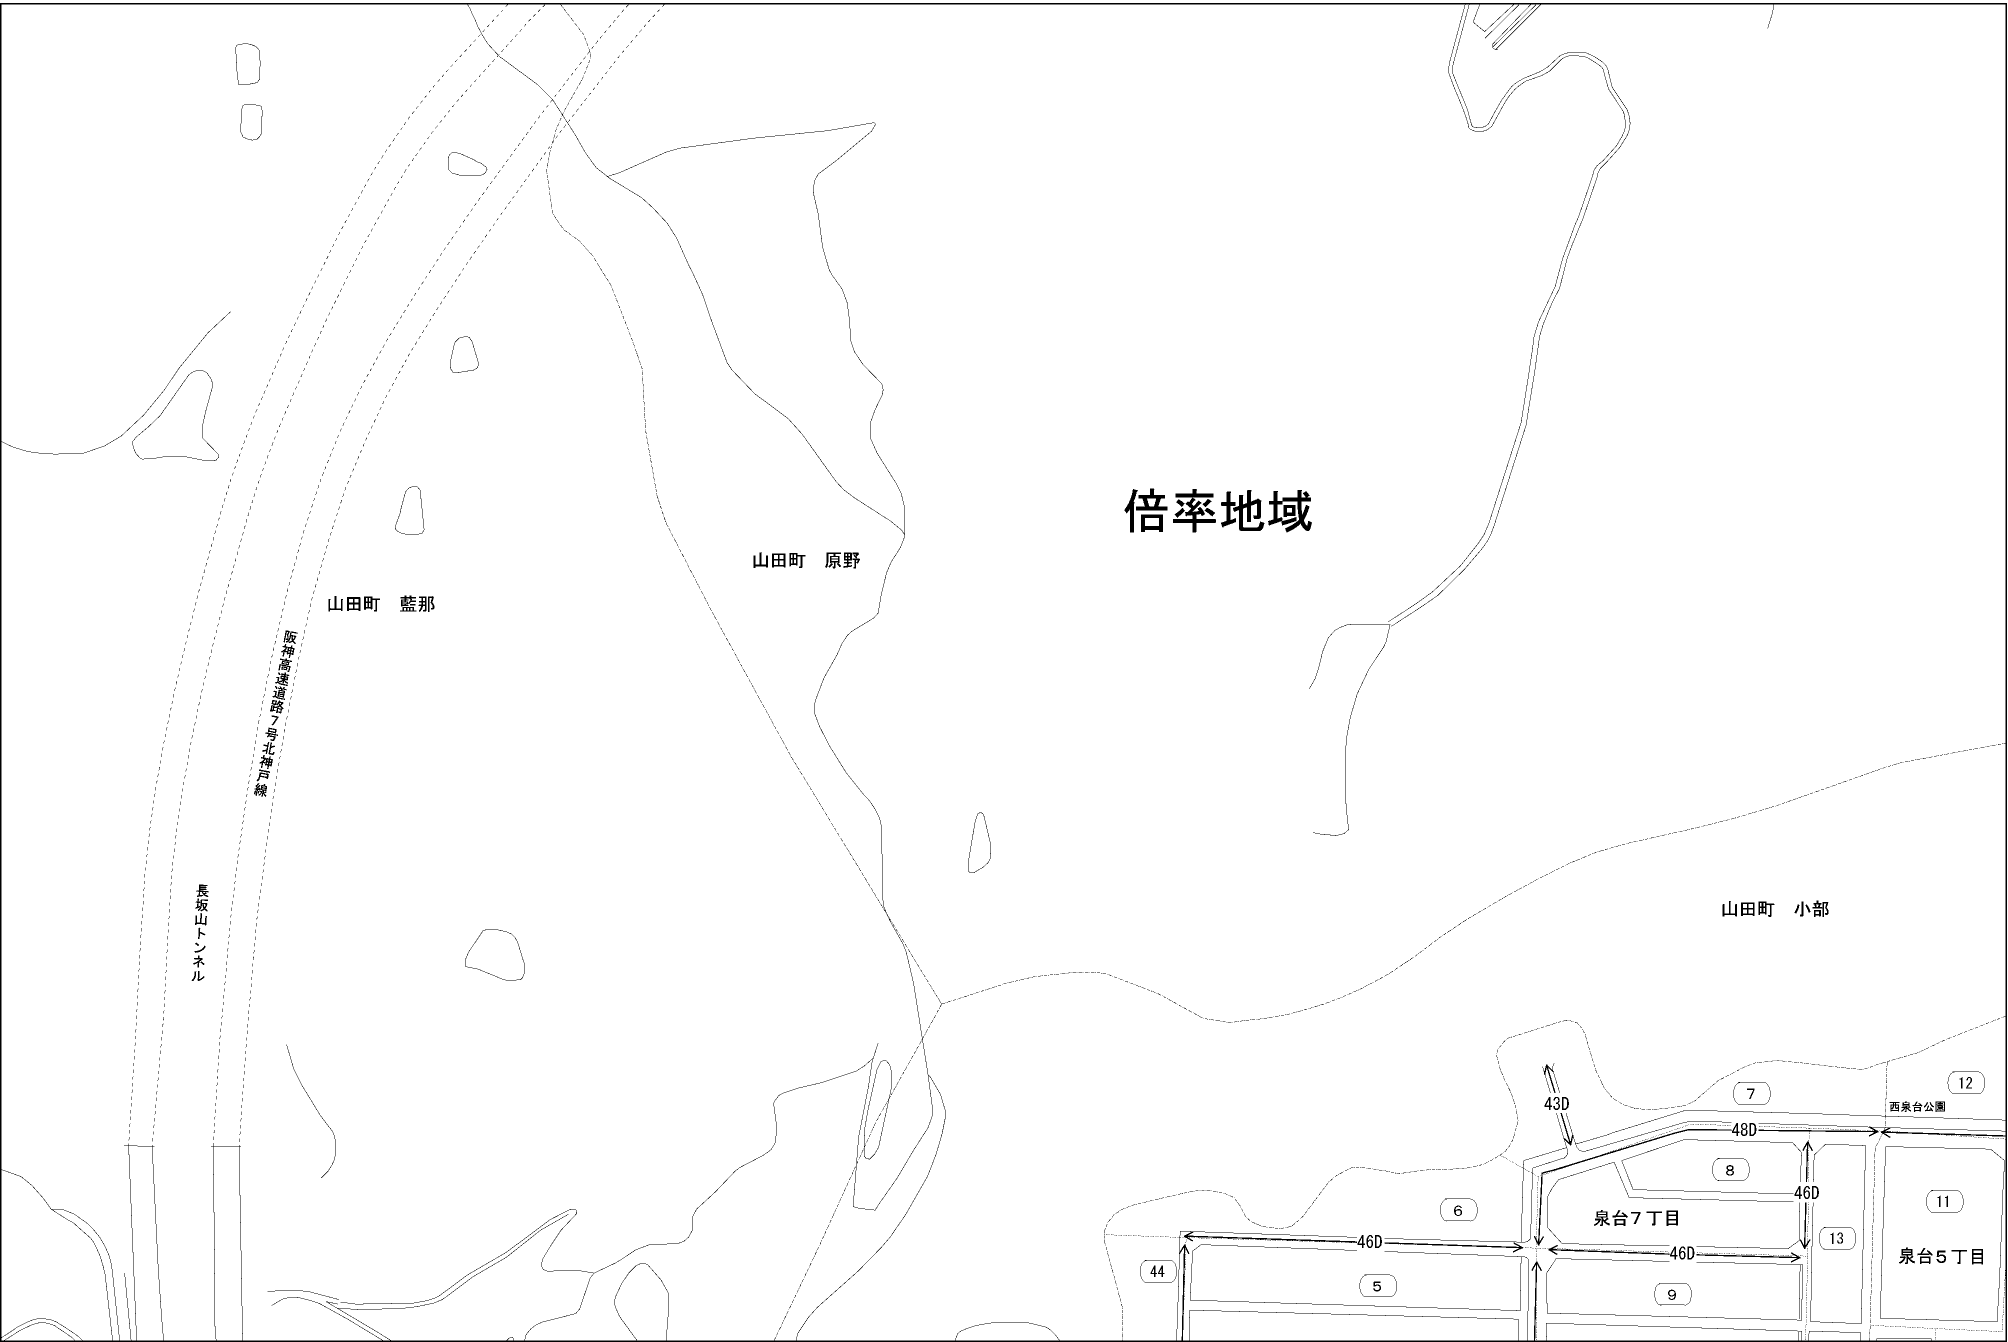 倍率地域
山田町　原野
山田町　藍那
阪神高速道路７号北神戸線
長坂山トンネル
山田町　小部
12
7
西泉台公園
43D
48D
8
46D
11
6
泉台７丁目
13
46D
46D
泉台５丁目
44
5
9